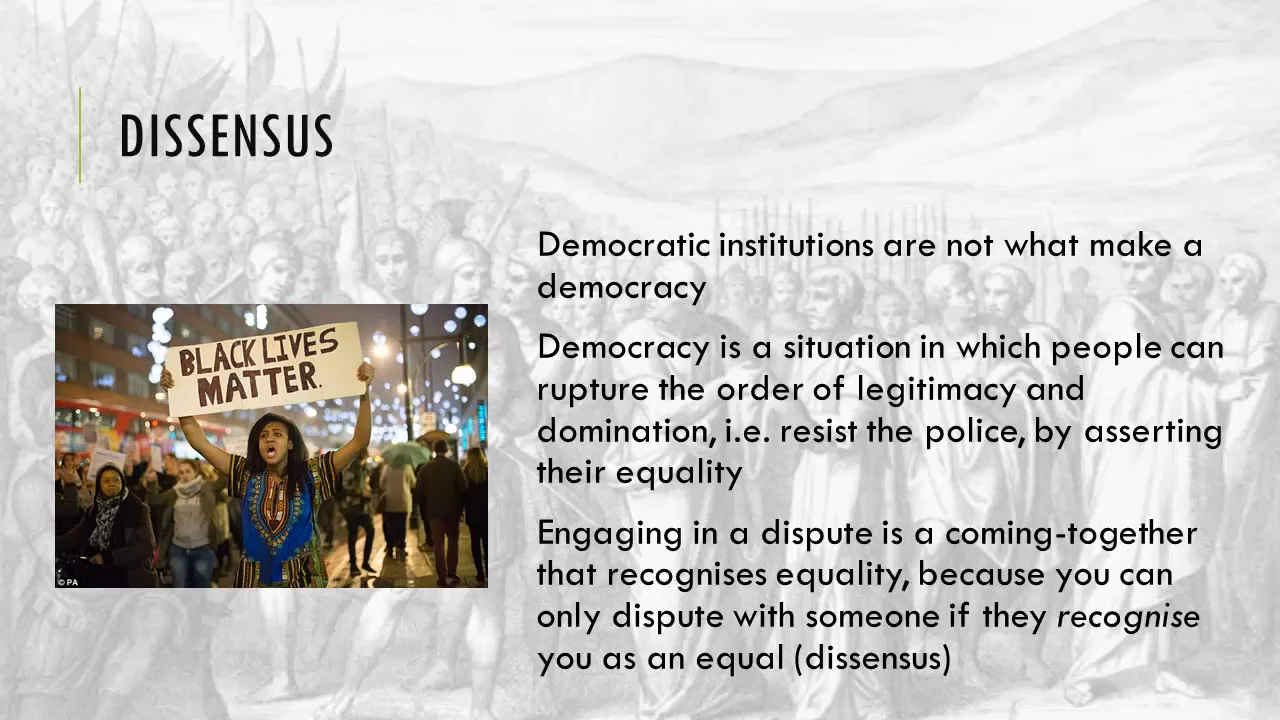 DISSENSUS
BLACK LIVES
MATTER.
© PA
Democratic institutions are not what make a
democracy
Democracy is a situation in which people can
rupture the order of legitimacy and
domination, i.e. resist the police, by asserting
their equality
Engaging in a dispute is a coming-together
that recognises equality, because you can
only dispute with someone if they recognise
you as an equal (dissensus)